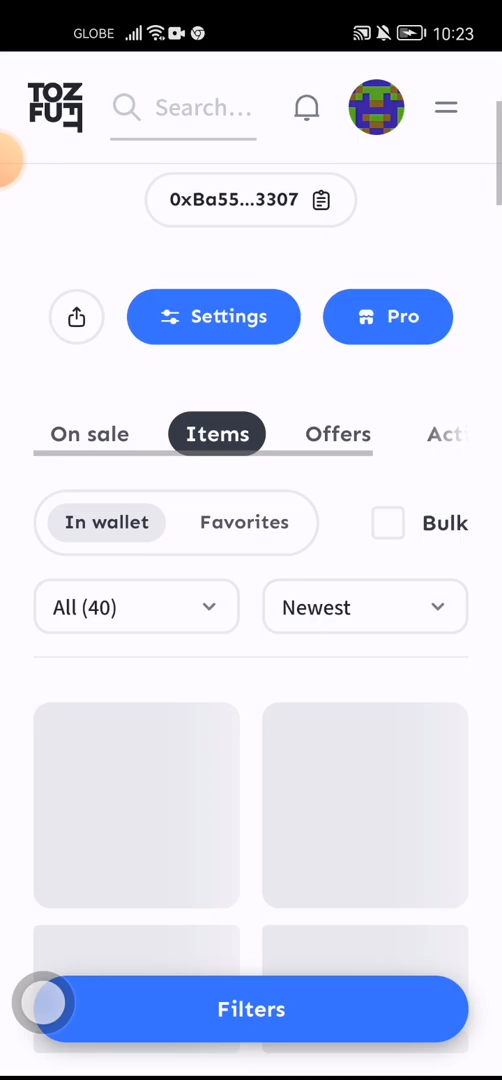 GLOBE
10:23
TOZ
FUT
Search...
0xBa55...3307
Settings
Pro
On sale
Items
Offers
Acti
In wallet
Favorites
Bulk
All (40)
Newest
Filters